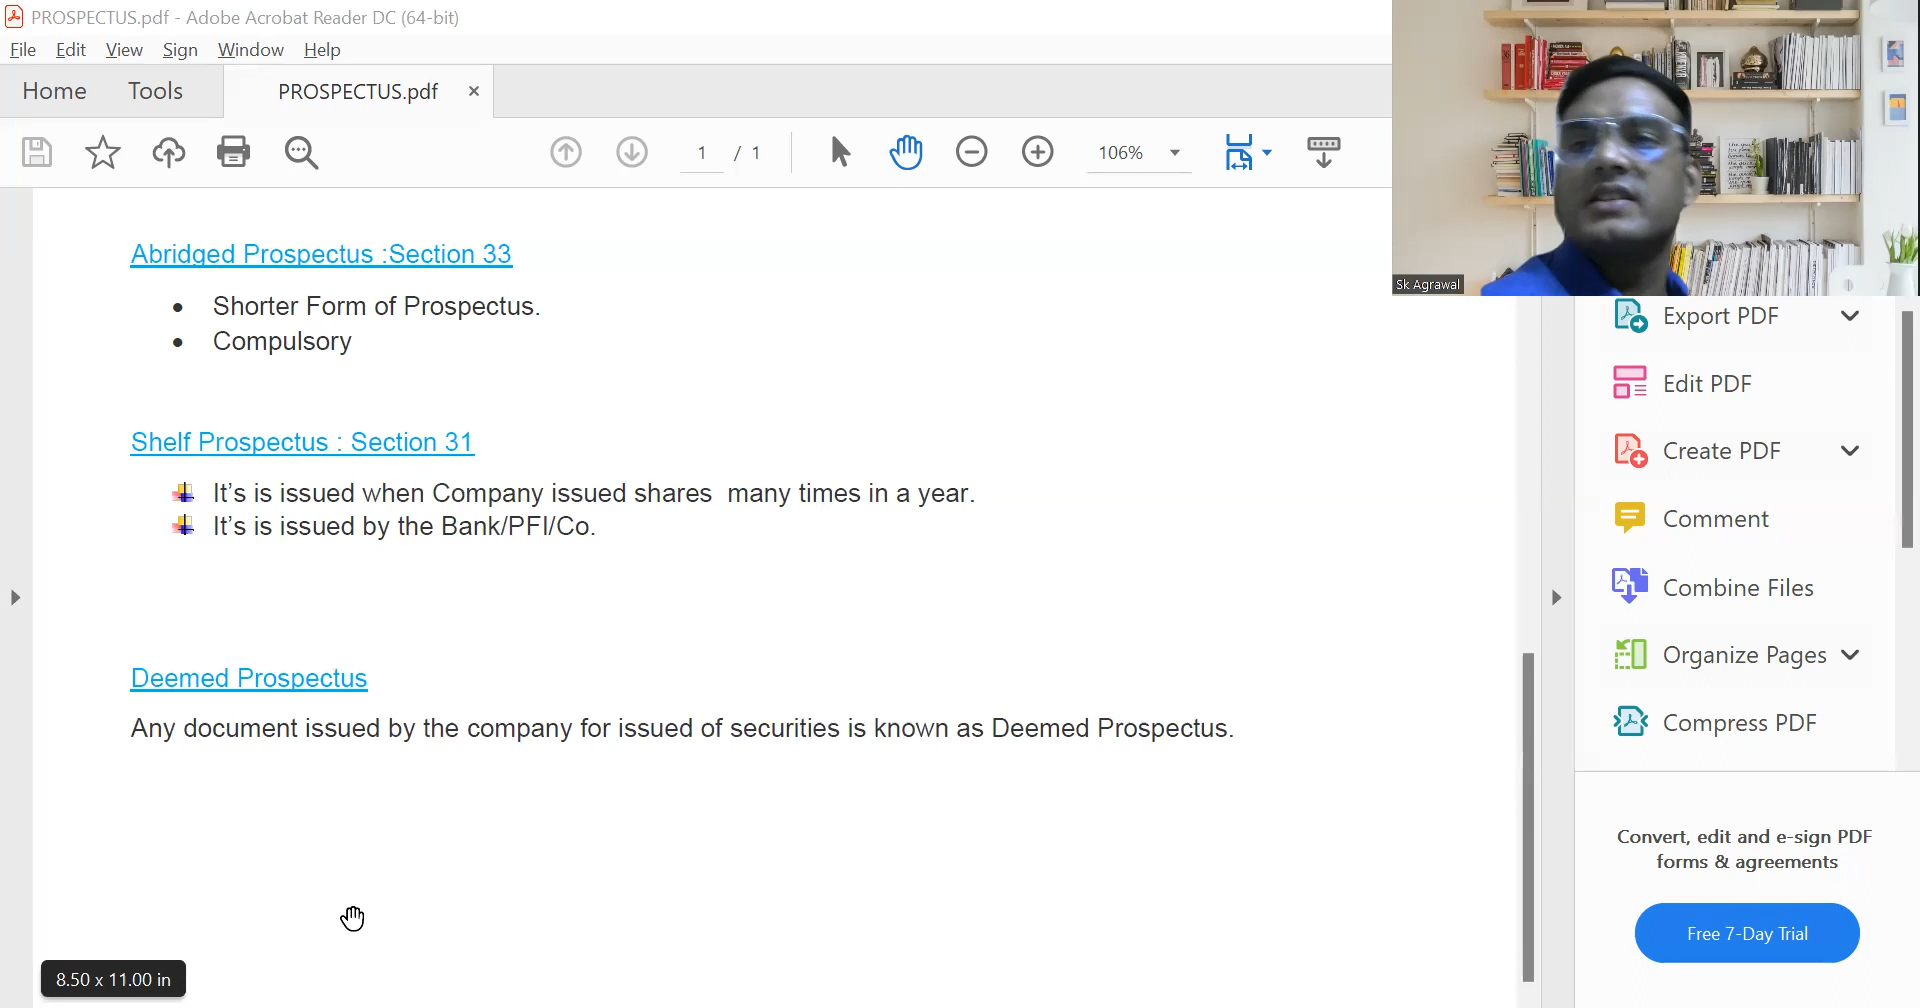 PROSPECTUS.pdf - Adobe Acrobat Reader DC (64-bit)
File Edit View Sign Window Help
Home Tools PROSPECTUS.pdf ×
1 / 1 106%
Sk Agrawal
Abridged Prospectus :Section 33
• Shorter Form of Prospectus.
• Compulsory
Shelf Prospectus : Section 31
It’s is issued when Company issued shares many times in a year.
It’s is issued by the Bank/PFI/Co.
Deemed Prospectus
Any document issued by the company for issued of securities is known as Deemed Prospectus.
8.50 x 11.00 in
Export PDF
Edit PDF
Create PDF
Comment
Combine Files
Organize Pages
Compress PDF
Convert, edit and e-sign PDF
forms & agreements
Free 7-Day Trial